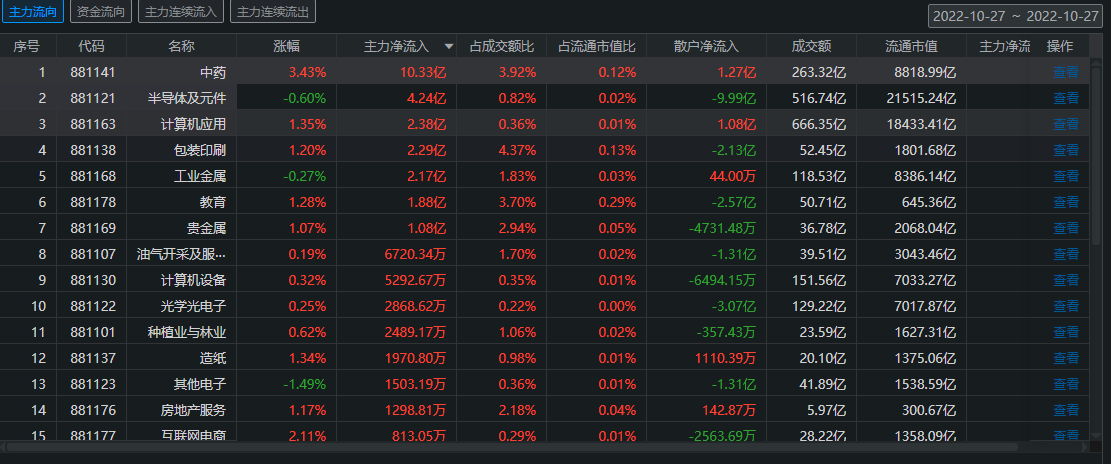 主力流向 资金流向 主力连续流入 主力连续流出 2022-10-27 ~ 2022-10-27
序号 代码 名称 涨幅 主力净流入 占成交额比 占流通市值比 散户净流入 成交额 流通市值 主力净流 操作
1 881141 中药 3.43% 10.33亿 3.92% 0.12% 1.27亿 263.32亿 8818.99亿 查看
2 881121 半导体及元件 -0.60% 4.24亿 0.82% 0.02% -9.99亿 516.74亿 21515.24亿 查看
3 881163 计算机应用 1.35% 2.38亿 0.36% 0.01% 1.08亿 666.35亿 18433.41亿 查看
4 881138 包装印刷 1.20% 2.29亿 4.37% 0.13% -2.13亿 52.45亿 1801.68亿 查看
5 881168 工业金属 -0.27% 2.17亿 1.83% 0.03% 44.00万 118.53亿 8386.14亿 查看
6 881178 教育 1.28% 1.88亿 3.70% 0.29% -2.57亿 50.71亿 645.36亿 查看
7 881169 贵金属 1.07% 1.08亿 2.94% 0.05% -4731.48万 36.78亿 2068.04亿 查看
8 881107 油气开采及服... 0.19% 6720.34万 1.70% 0.02% -1.31亿 39.51亿 3043.46亿 查看
9 881130 计算机设备 0.32% 5292.67万 0.35% 0.01% -6494.15万 151.56亿 7033.27亿 查看
10 881122 光学光电子 0.25% 2868.62万 0.22% 0.00% -3.07亿 129.22亿 7017.87亿 查看
11 881101 种植业与林业 0.62% 2489.17万 1.06% 0.02% -357.43万 23.59亿 1627.31亿 查看
12 881137 造纸 1.34% 1970.80万 0.98% 0.01% 1110.39万 20.10亿 1375.06亿 查看
13 881123 其他电子 -1.49% 1503.19万 0.36% 0.01% -1.31亿 41.89亿 1538.59亿 查看
14 881176 房地产服务 1.17% 1298.81万 2.18% 0.04% 142.87万 5.97亿 300.67亿 查看
15 881177 互联网电商 2.11% 813.05万 0.29% 0.01% -2563.69万 28.22亿 1358.09亿 查看